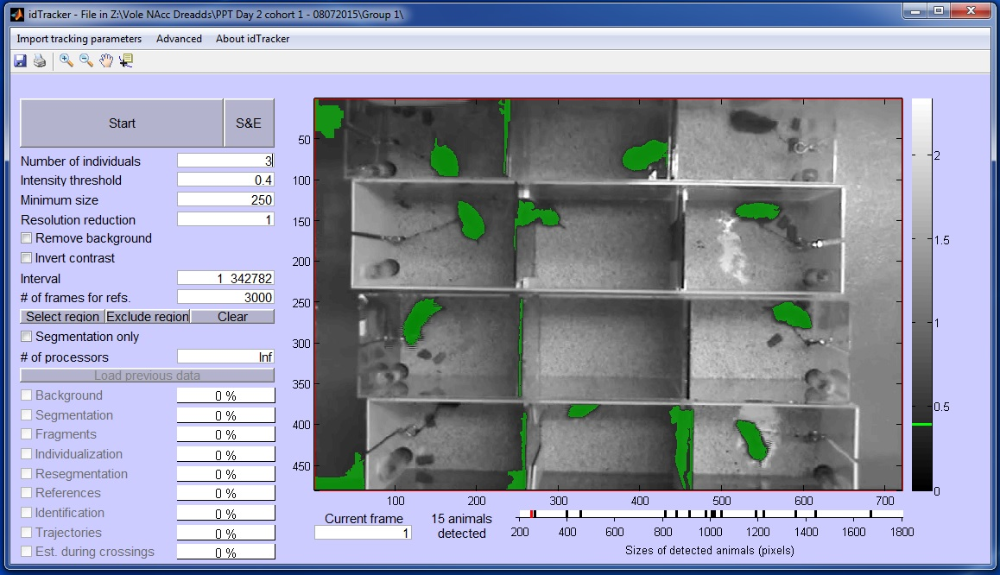 idTracker - File in Z:\Vole NAcc Dreadds\PPT Day 2 cohort 1 - 08072015\Group 1\
Import tracking parameters Advanced About idTracker
Start S&E
Number of individuals 3
Intensity threshold 0.4
Minimum size 250
Resolution reduction 1
Remove background
Invert contrast
Interval 1 342782
# of frames for refs. 3000
Select region Exclude region Clear
Segmentation only
# of processors Inf
Load previous data
Background 0 %
Segmentation 0 %
Fragments 0 %
Individualization 0 %
Resegmentation 0 %
References 0 %
Identification 0 %
Trajectories 0 %
Est. during crossings 0 %
50
100
150
200
250
300
350
400
450
100 200 300 400 500 600 700
2
1.5
1
0.5
0
Current frame
1
15 animals
detected
200 400 600 800 1000 1200 1400 1600 1800
Sizes of detected animals (pixels)